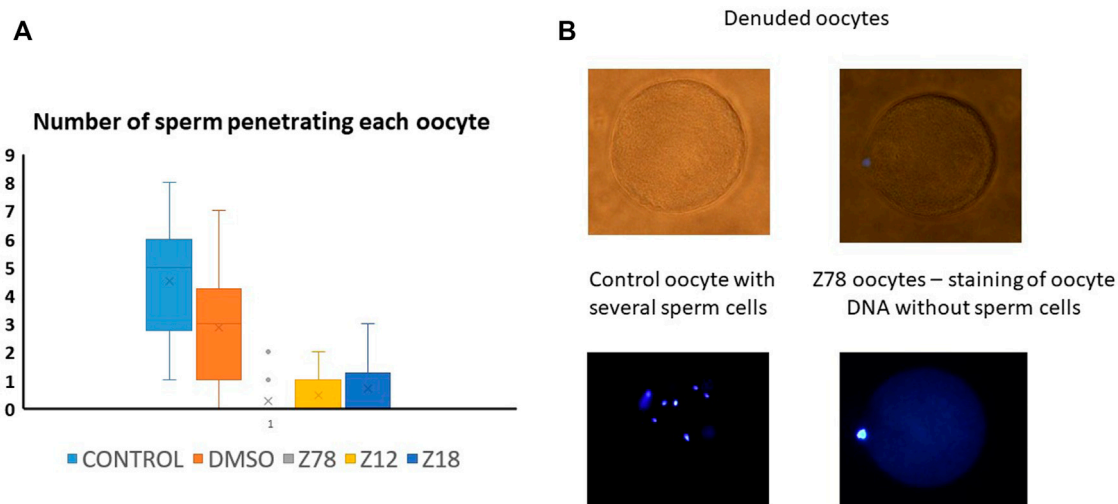 A
Number of sperm penetrating each oocyte
9
8
7
6
5
4
3
2
1
0
1
CONTROL DMSO Z78 Z12 Z18
B
Denuded oocytes
Control oocyte with
several sperm cells
Z78 oocytes – staining of oocyte
DNA without sperm cells